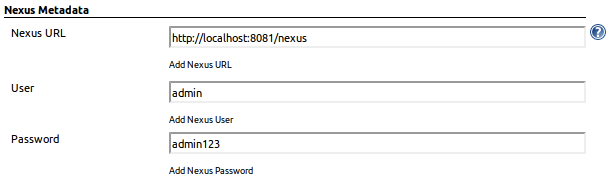 Nexus Metadata
Nexus URL
http://localhost:8081/nexus
?
Add Nexus URL
User
admin
Add Nexus User
Password
admin123
Add Nexus Password